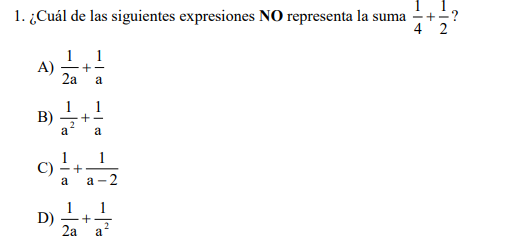 1. ¿Cuál de las siguientes expresiones NO representa la suma 1/4 + 1/2 ?
A) 1/2a + 1/a
B) 1/a² + 1/a
C) 1/a + 1/a – 2
D) 1/2a + 1/a²